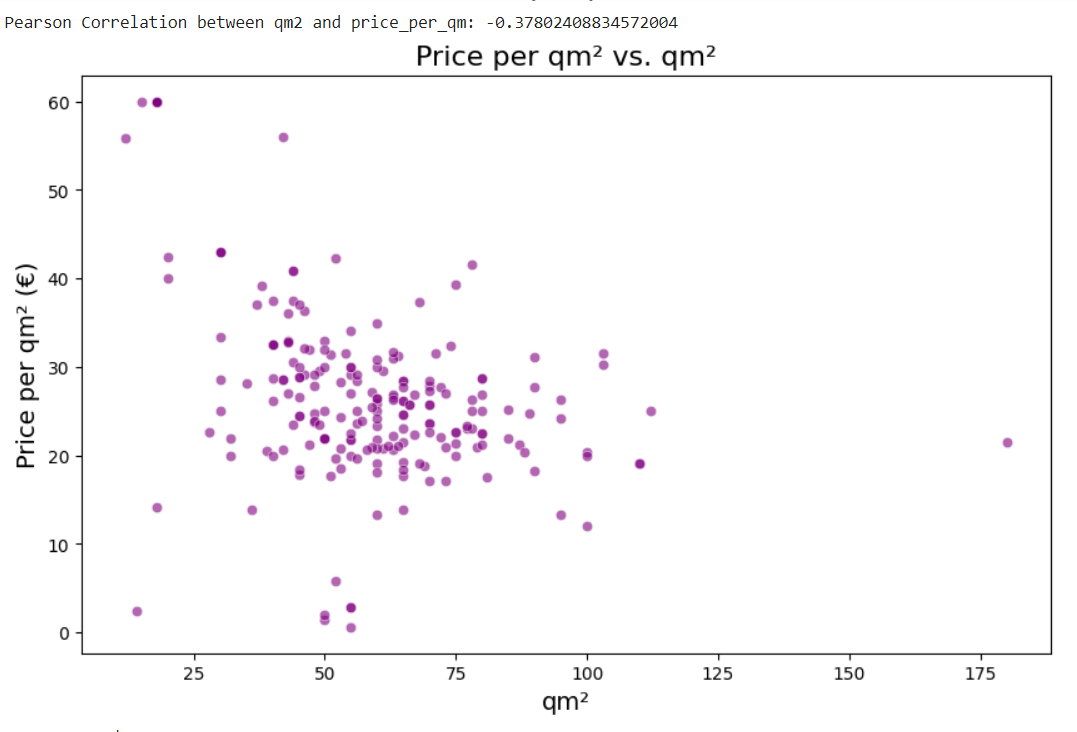 Pearson Correlation between qm2 and price_per_qm: -0.37802408834572004
Price per qm² vs. qm²
60
50
40
30
20
10
0
Price per qm² (€)
25 50 75 100 125 150 175
qm²